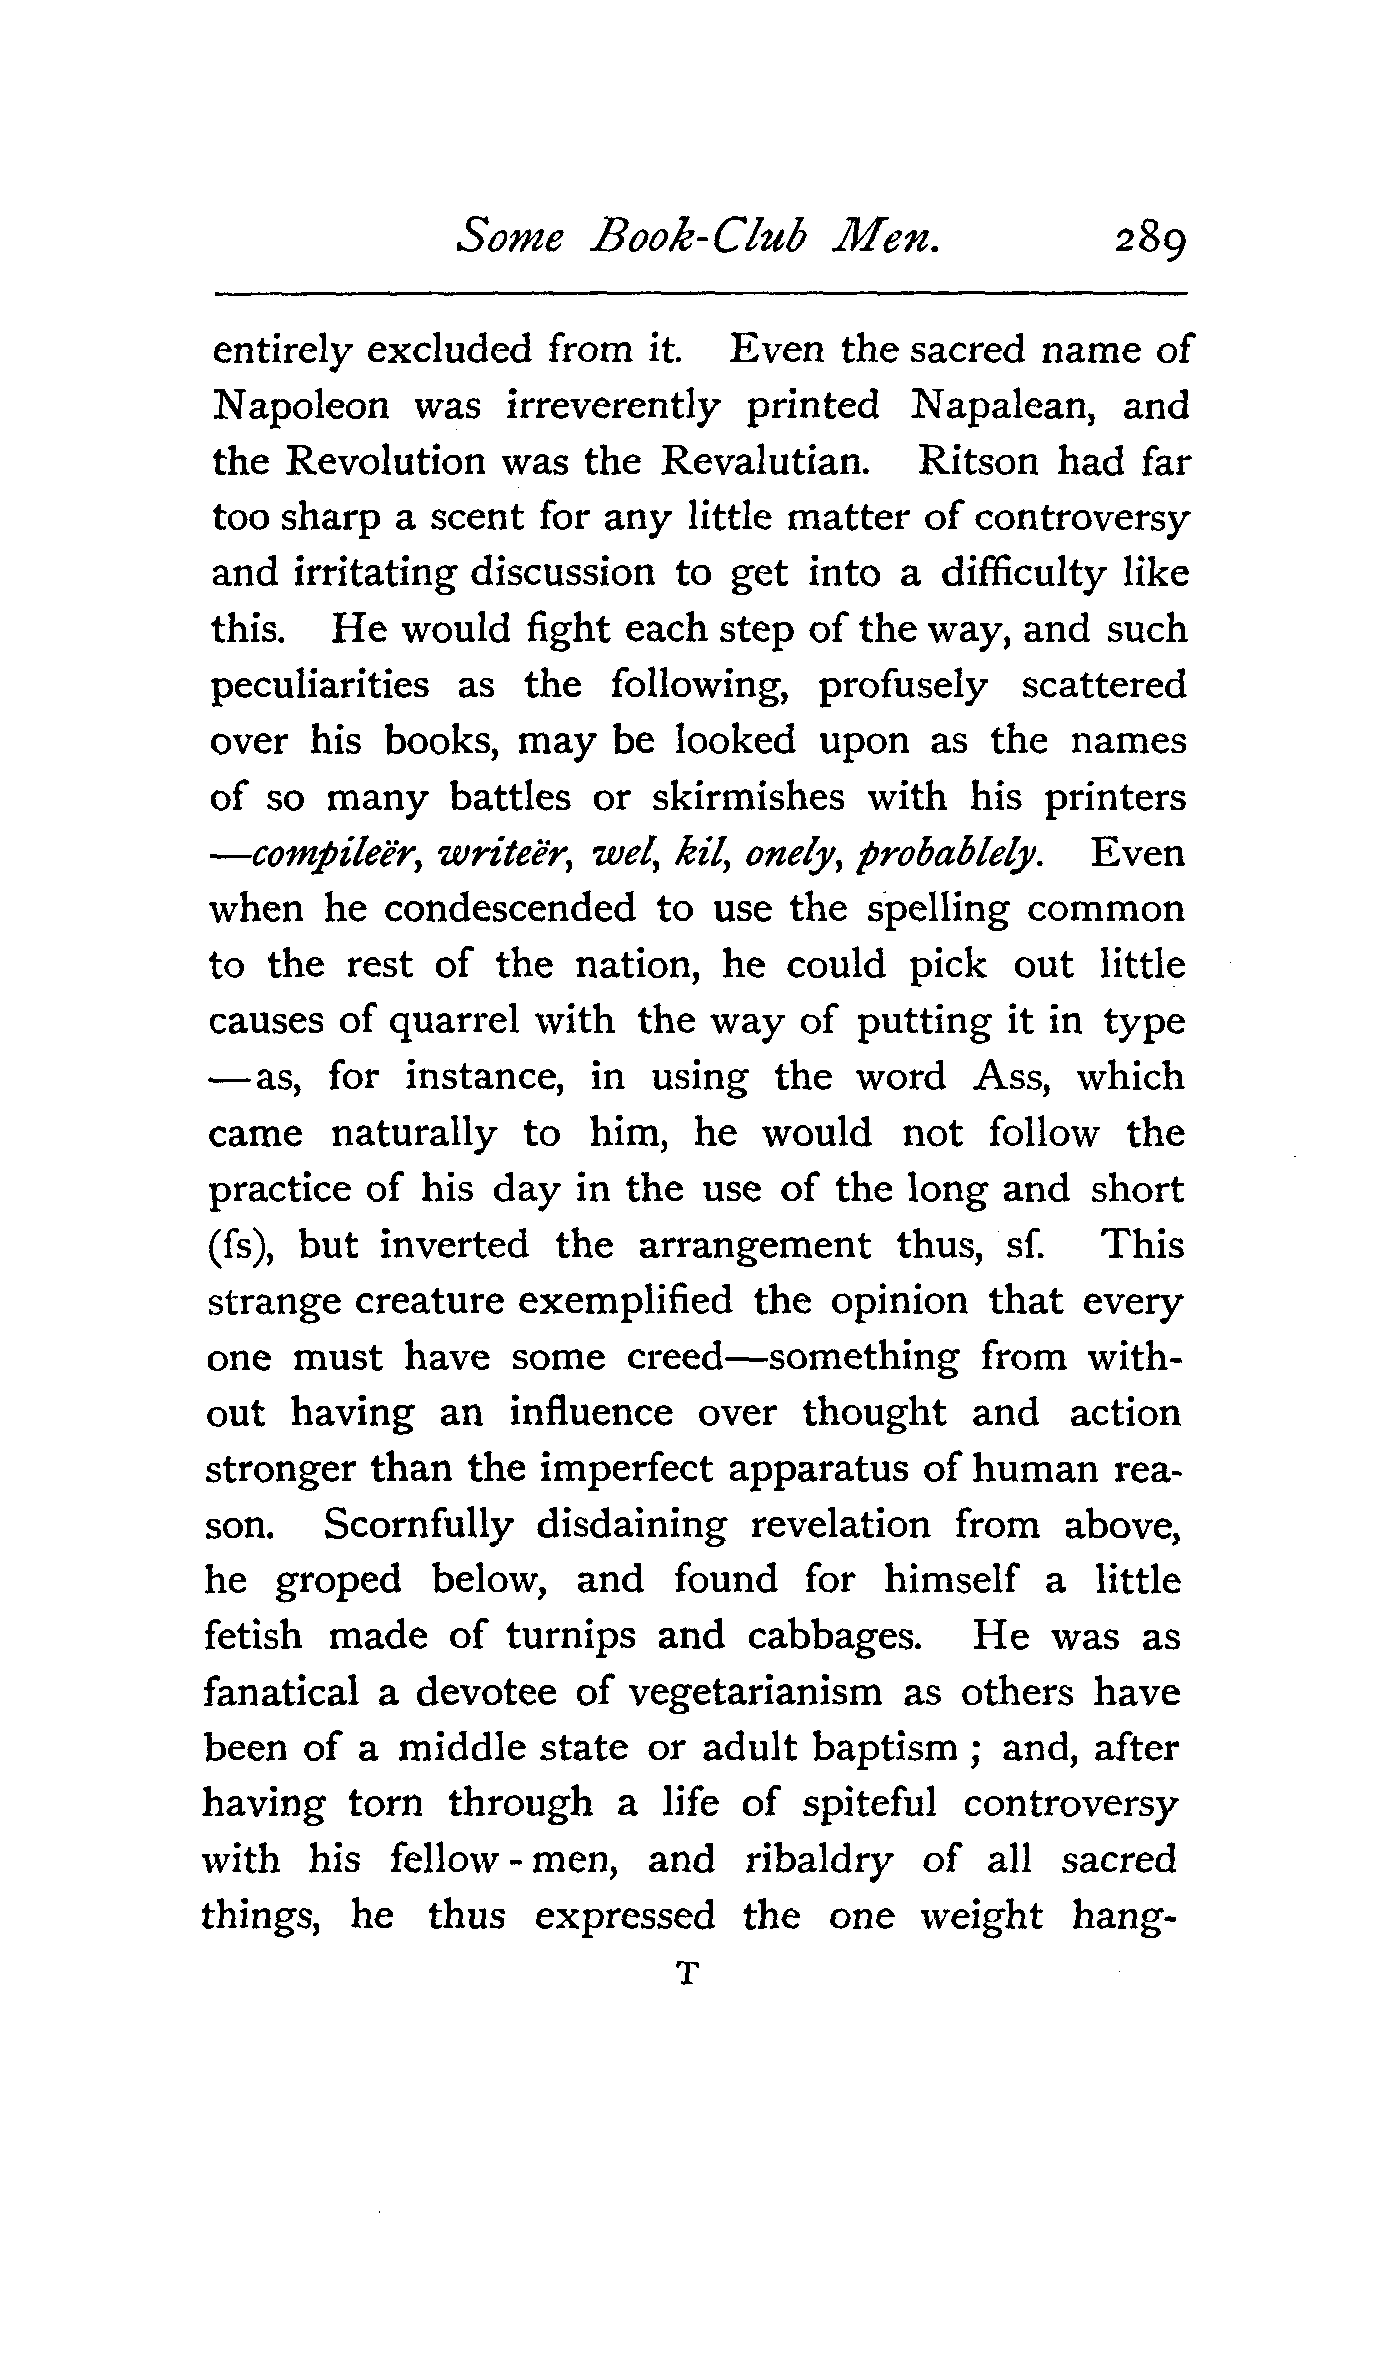 Some Book-Club Men. 289
entirely excluded from it. Even the sacred name of
Napoleon was irreverently printed Napalean, and
the Revolution was the Revalutian. Ritson had far
too sharp a scent for any little matter of controversy
and irritating discussion to get into a difficulty like
this. He would fight each step of the way, and such
peculiarities as the following, profusely scattered
over his books, may be looked upon as the names
of so many battles or skirmishes with his printers
—compileër, writeër, wel, kil, onely, probablely. Even
when he condescended to use the spelling common
to the rest of the nation, he could pick out little
causes of quarrel with the way of putting it in type
—as, for instance, in using the word Ass, which
came naturally to him, he would not follow the
practice of his day in the use of the long and short
(ſs), but inverted the arrangement thus, sſ. This
strange creature exemplified the opinion that every
one must have some creed—something from with-
out having an influence over thought and action
stronger than the imperfect apparatus of human rea-
son. Scornfully disdaining revelation from above,
he groped below, and found for himself a little
fetish made of turnips and cabbages. He was as
fanatical a devotee of vegetarianism as others have
been of a middle state or adult baptism ; and, after
having torn through a life of spiteful controversy
with his fellow-men, and ribaldry of all sacred
things, he thus expressed the one weight hang-
T